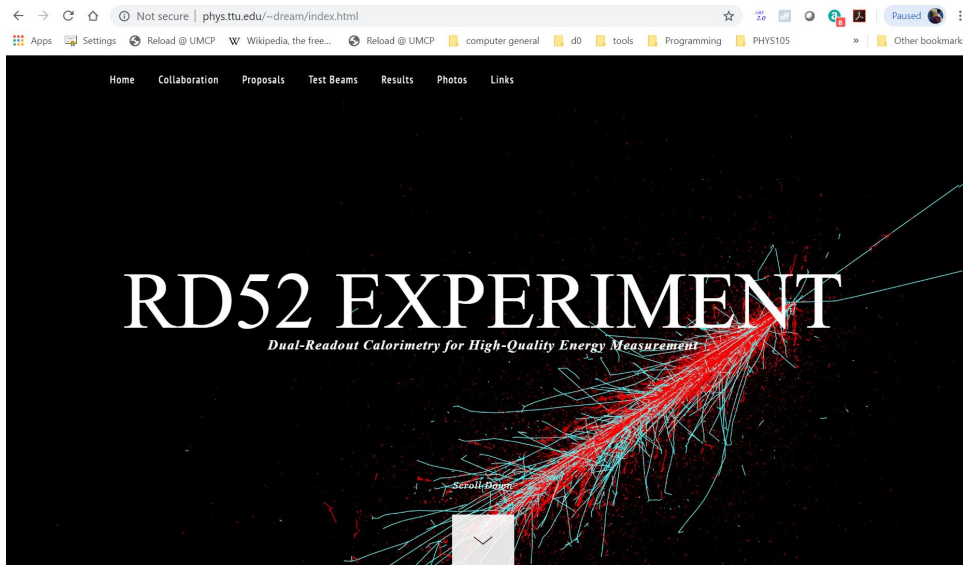 Not secure | phys.ttu.edu/~dream/index.html
Paused
Apps Settings Reload @ UMCP Wikipedia, the free... Reload @ UMCP computer general d0 tools Programming PHYS105 » Other bookmark
Home Collaboration Proposals Test Beams Results Photos Links
RD52 EXPERIMENT
Dual-Readout Calorimetry for High-Quality Energy Measurement
Scroll Down